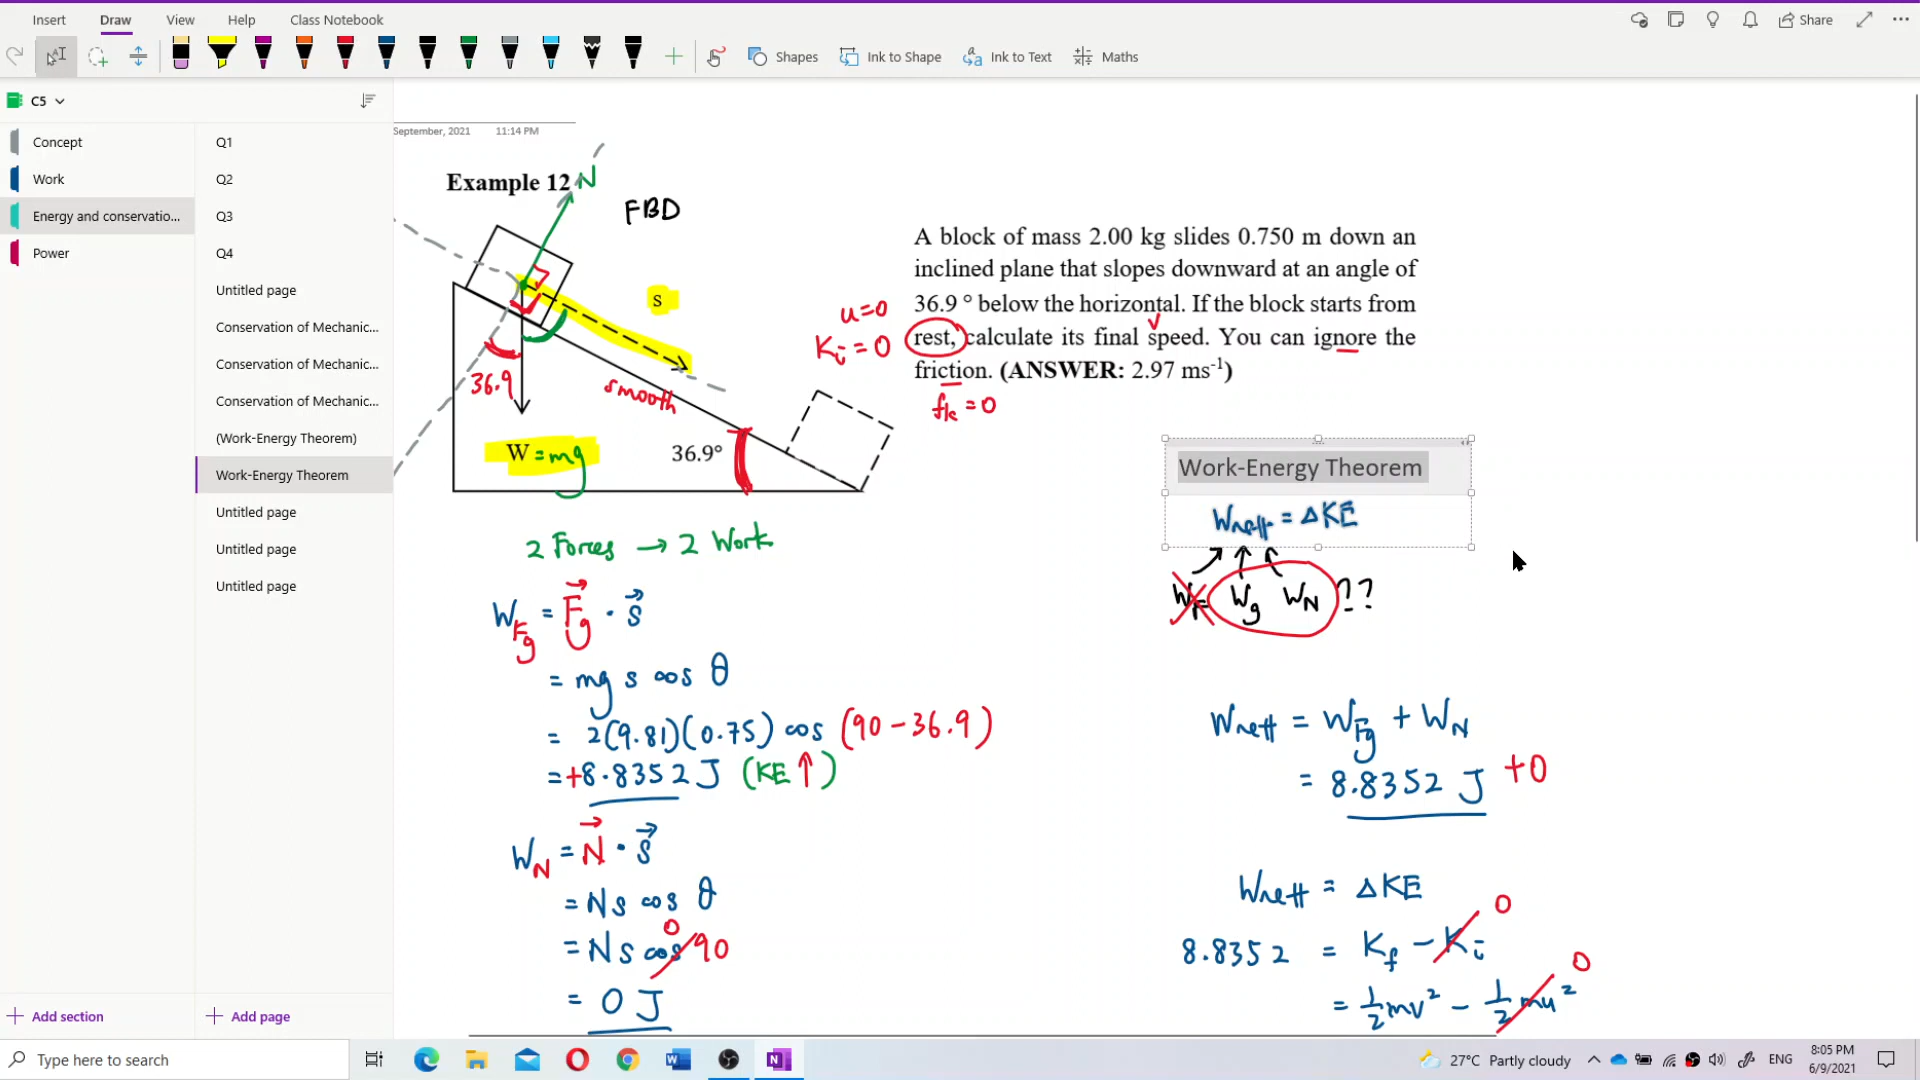 Insert Draw View Help Class Notebook
Share
Shapes Ink to Shape Ink to Text Maths
C5
Concept
Work
Energy and conservatio...
Power
Q1
Q2
Q3
Q4
Untitled page
Conservation of Mechanic...
Conservation of Mechanic...
Conservation of Mechanic...
(Work-Energy Theorem)
Work-Energy Theorem
Untitled page
Untitled page
Untitled page
Add section
Add page
September, 2021 11:14 PM
Example 12
N
FBD
s
36.9
smooth
W = mg
36.9°
A block of mass 2.00 kg slides 0.750 m down an
inclined plane that slopes downward at an angle of
36.9 ° below the horizontal. If the block starts from
rest, calculate its final speed. You can ignore the
friction. (ANSWER: 2.97 ms⁻¹)
u=0
Ki = 0
v
fk = 0
Work-Energy Theorem
Wnett = ΔKE
WF Wg WN ??
2 Forces → 2 Work
WFg = F⃗g · s⃗
= mg s cos θ
= 2(9.81)(0.75) cos (90 - 36.9)
= +8.8352 J (KE ↑)
WN = N⃗ · s⃗
= Ns cos θ
= Ns cos 90 0
= 0 J
Wnett = WFg + WN
= 8.8352 J + 0
Wnett = ΔKE
8.8352 = Kf - Ki 0
= ½mv² - ½mu² 0
Type here to search
27°C Partly cloudy
ENG
8:05 PM
6/9/2021